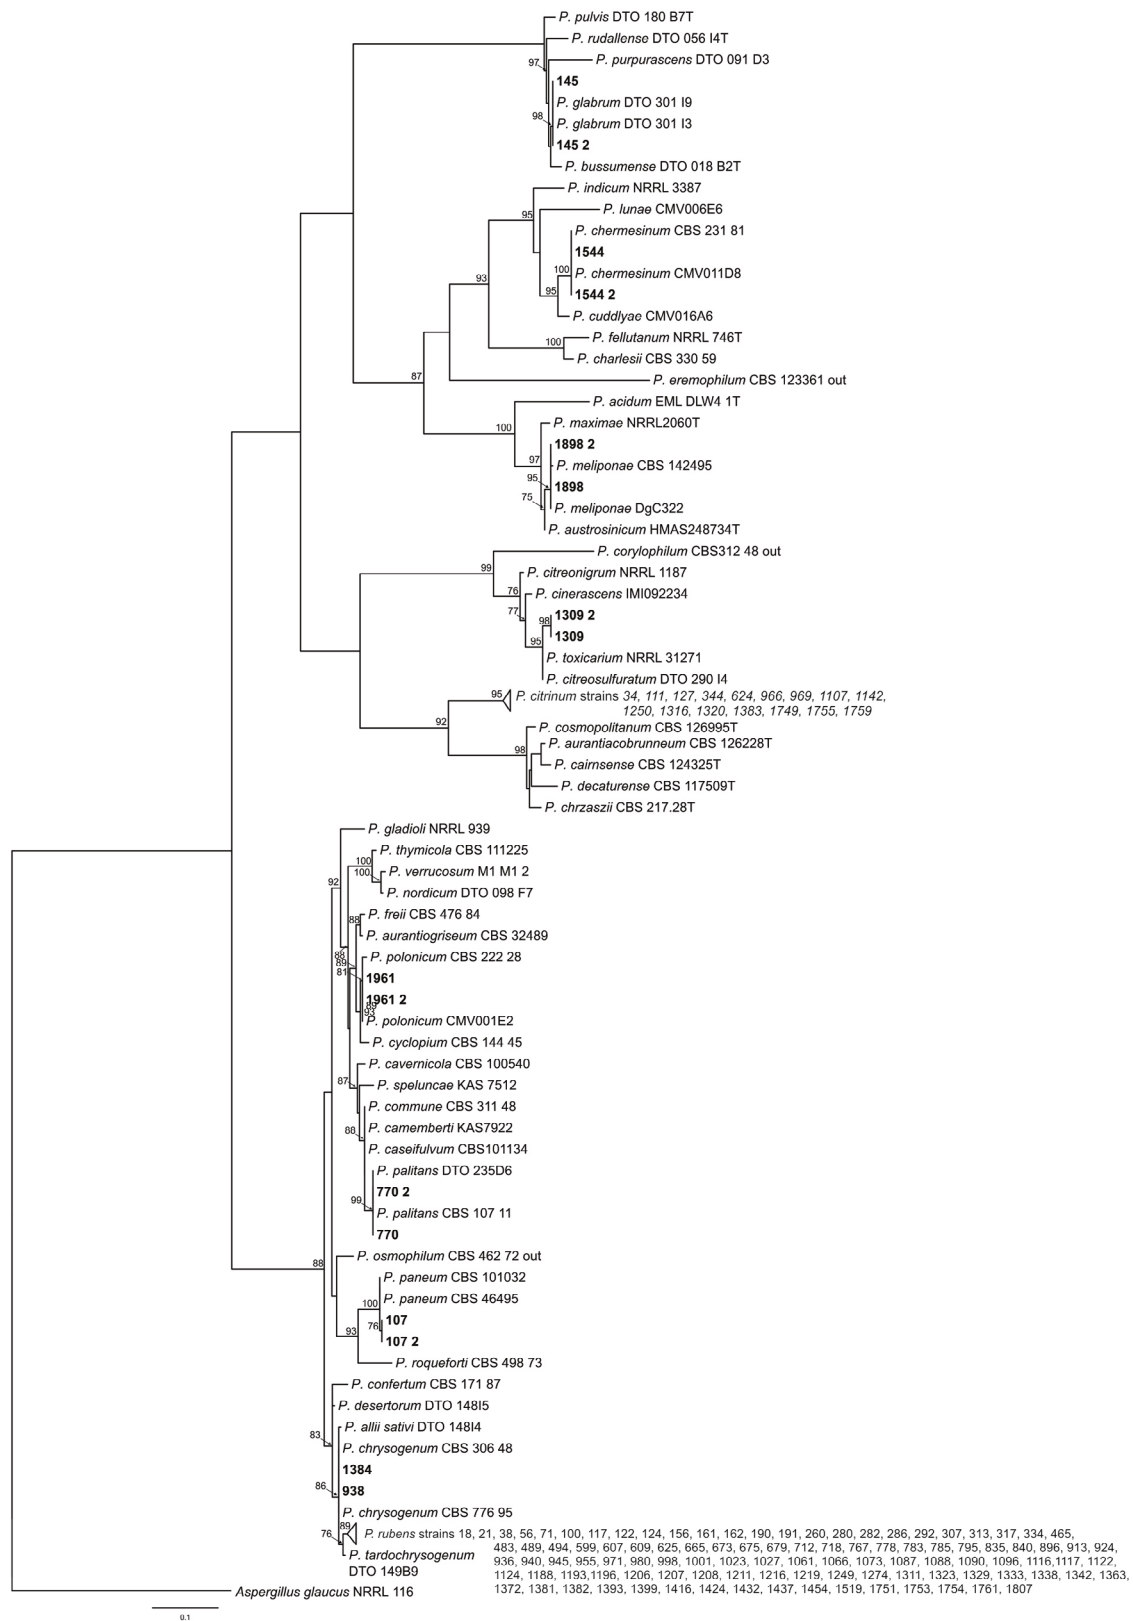 P. pulvis DTO 180 B7T
P. rudallense DTO 056 I4T
97
P. purpurascens DTO 091 D3
145
P. glabrum DTO 301 I9
98
P. glabrum DTO 301 I3
145 2
P. bussumense DTO 018 B2T
P. indicum NRRL 3387
95
P. lunae CMV006E6
P. chermesinum CBS 231 81
1544
100
P. chermesinum CMV011D8
93
95
1544 2
P. cuddlyae CMV016A6
P. fellutanum NRRL 746T
100
P. charlesii CBS 330 59
87
P. eremophilum CBS 123361 out
P. acidum EML DLW4 1T
100
P. maximae NRRL2060T
1898 2
97
P. meliponae CBS 142495
95
1898
75
P. meliponae DgC322
P. austrosinicum HMAS248734T
P. corylophilum CBS312 48 out
99
P. citreonigrum NRRL 1187
76
P. cinerascens IMI092234
77
1309 2
98
1309
95
P. toxicarium NRRL 31271
P. citreosulfuratum DTO 290 I4
95
P. citrinum strains 34, 111, 127, 344, 624, 966, 969, 1107, 1142,
1250, 1316, 1320, 1383, 1749, 1755, 1759
92
P. cosmopolitanum CBS 126995T
P. aurantiacobrunneum CBS 126228T
98
P. cairnsense CBS 124325T
P. decaturense CBS 117509T
P. chrzaszii CBS 217.28T
P. gladioli NRRL 939
P. thymicola CBS 111225
100
100
P. verrucosum M1 M1 2
92
P. nordicum DTO 098 F7
P. freii CBS 476 84
88
P. aurantiogriseum CBS 32489
88
89
P. polonicum CBS 222 28
81
1961
1961 2
89
93
P. polonicum CMV001E2
P. cyclopium CBS 144 45
P. cavernicola CBS 100540
87
P. speluncae KAS 7512
P. commune CBS 311 48
88
P. camemberti KAS7922
P. caseifulvum CBS101134
P. palitans DTO 235D6
770 2
99
P. palitans CBS 107 11
770
88
P. osmophilum CBS 462 72 out
P. paneum CBS 101032
100
P. paneum CBS 46495
107
76
93
107 2
P. roqueforti CBS 498 73
P. confertum CBS 171 87
P. desertorum DTO 148I5
P. allii sativi DTO 148I4
83
P. chrysogenum CBS 306 48
1384
86
938
P. chrysogenum CBS 776 95
89
76
P. rubens strains 18, 21, 38, 56, 71, 100, 117, 122, 124, 156, 161, 162, 190, 191, 260, 280, 282, 286, 292, 307, 313, 317, 334, 465,
483, 489, 494, 599, 607, 609, 625, 665, 673, 675, 679, 712, 718, 767, 778, 783, 785, 795, 835, 840, 896, 913, 924,
936, 940, 945, 955, 971, 980, 998, 1001, 1023, 1027, 1061, 1066, 1073, 1087, 1088, 1090, 1096, 1116,1117, 1122,
1124, 1188, 1193,1196, 1206, 1207, 1208, 1211, 1216, 1219, 1249, 1274, 1311, 1323, 1329, 1333, 1338, 1342, 1363,
1372, 1381, 1382, 1393, 1399, 1416, 1424, 1432, 1437, 1454, 1519, 1751, 1753, 1754, 1761, 1807
P. tardochrysogenum
DTO 149B9
Aspergillus glaucus NRRL 116
0.1